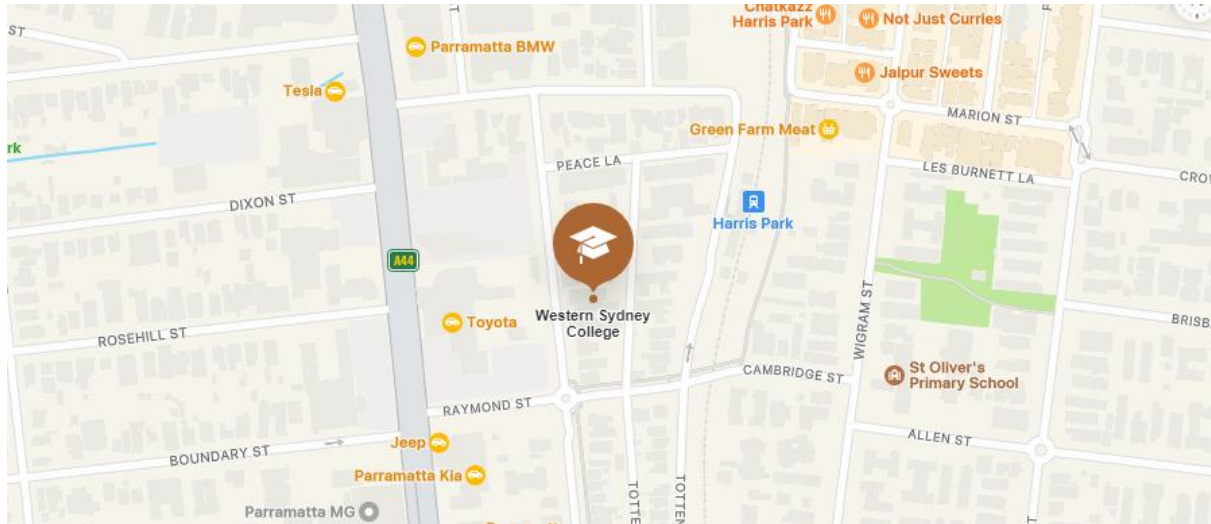 ST
Chatkazz
Harris Park
Not Just Curries
Parramatta BMW
Tesla
Jaipur Sweets
MARION ST
Green Farm Meat
rk
PEACE LA
LES BURNETT LA
CROW
DIXON ST
Harris Park
A44
Western Sydney
College
Toyota
ROSEHILL ST
WIGRAM ST
BRISB
CAMBRIDGE ST
St Oliver's
Primary School
RAYMOND ST
ALLEN ST
Jeep
BOUNDARY ST
Parramatta Kia
TOTTE
TOTTEN
Parramatta MG